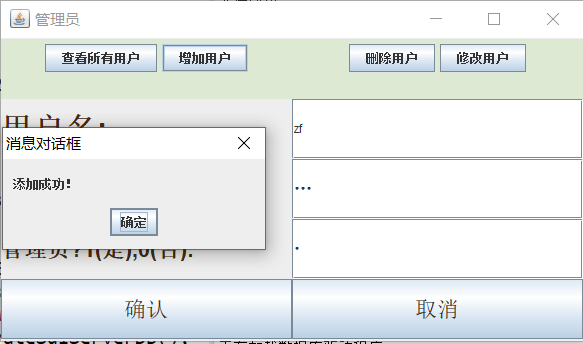 管理员
查看所有用户 增加用户 删除用户 修改用户
用户名:
zf
消息对话框
添加成功!
确定
管理员?1(是),0(否):
确认 取消